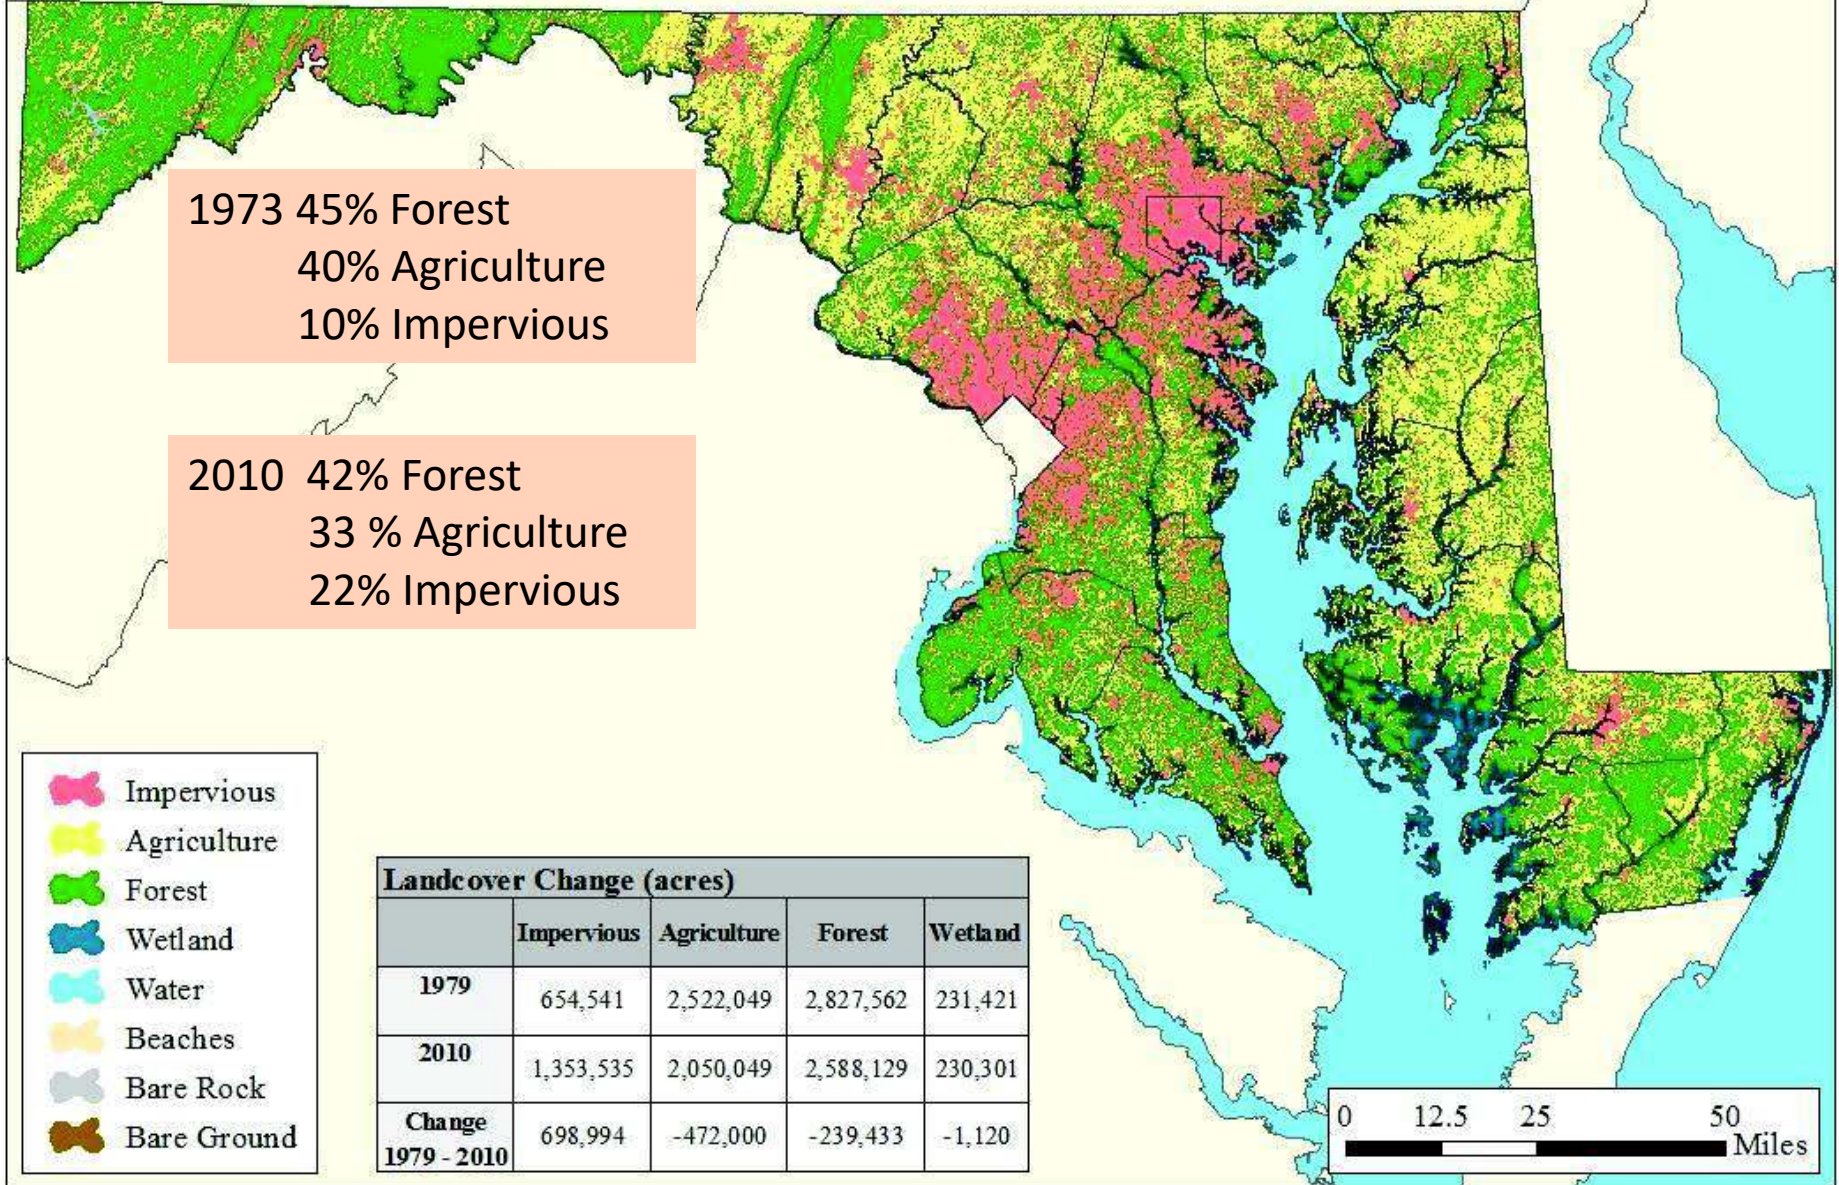 1973 45% Forest
40% Agriculture
10% Impervious
2010 42% Forest
33 % Agriculture
22% Impervious
Impervious
Agriculture
Forest
Wetland
Water
Beaches
Bare Rock
Bare Ground
Landcover Change (acres)
Impervious Agriculture Forest Wetland
1979 654,541 2,522,049 2,827,562 231,421
2010 1,353,535 2,050,049 2,588,129 230,301
Change
1979 - 2010 698,994 -472,000 -239,433 -1,120
0 12.5 25 50
Miles